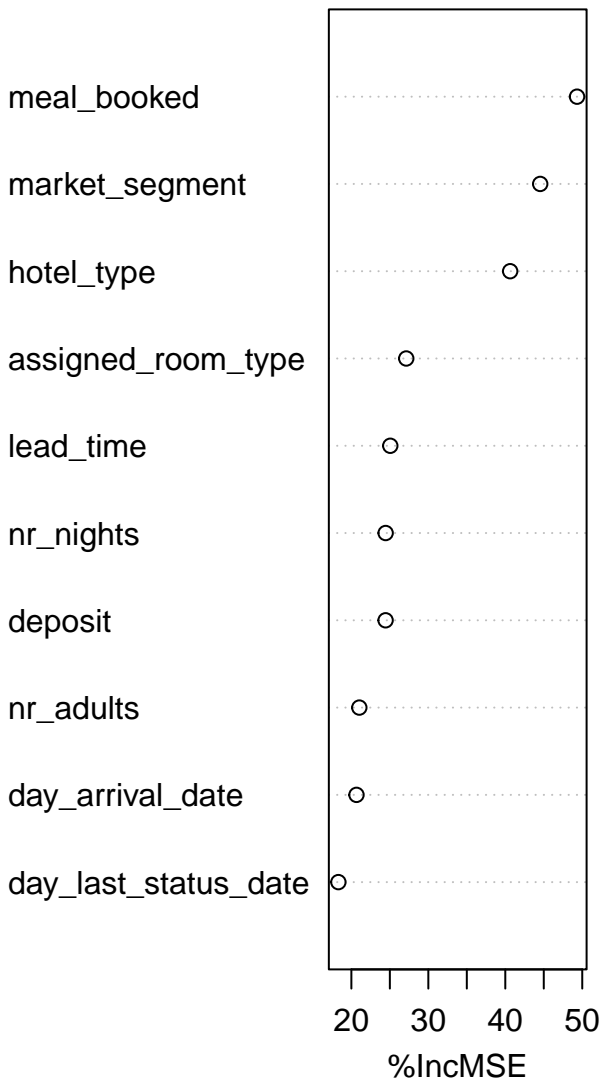 meal_booked
market_segment
hotel_type
assigned_room_type
lead_time
nr_nights
deposit
nr_adults
day_arrival_date
day_last_status_date
20 30 40 50
%IncMSE